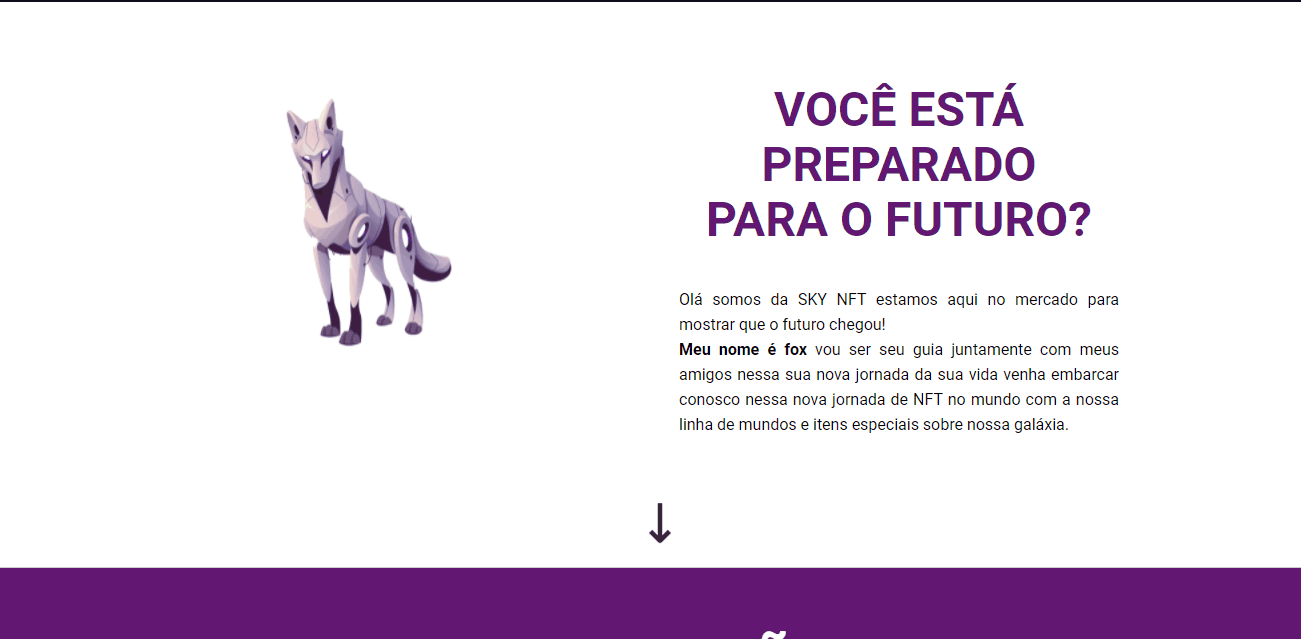 VOCÊ ESTÁ
PREPARADO
PARA O FUTURO?
Olá somos da SKY NFT estamos aqui no mercado para
mostrar que o futuro chegou!
Meu nome é fox vou ser seu guia juntamente com meus
amigos nessa sua nova jornada da sua vida venha embarcar
conosco nessa nova jornada de NFT no mundo com a nossa
linha de mundos e itens especiais sobre nossa galáxia.